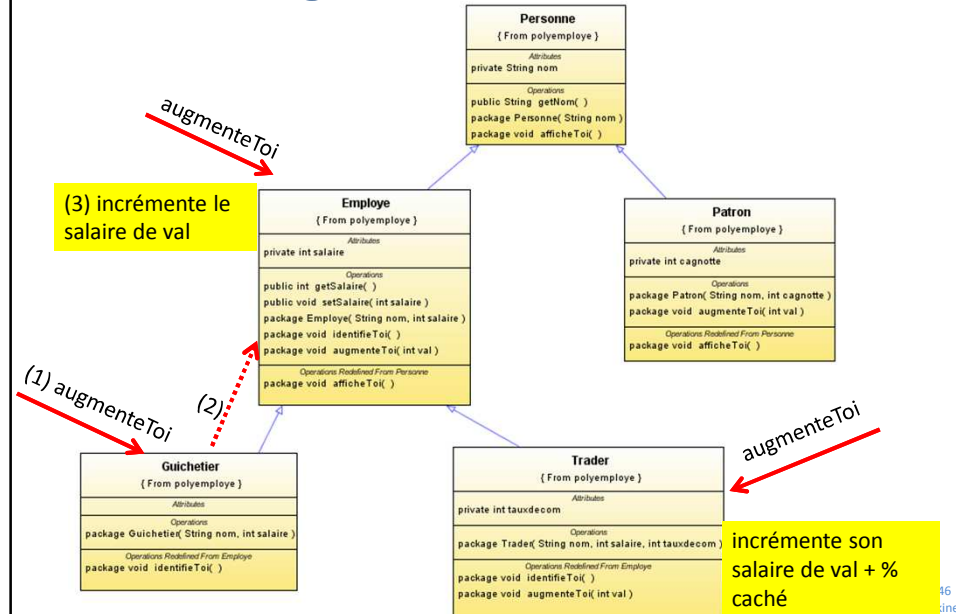 Personne
{ From polyemploye }
Attributes
private String nom
Operations
public String getNom( )
package Personne( String nom )
package void afficheToi( )
augmenteToi
(3) incrémente le
salaire de val
Employe
{ From polyemploye }
Attributes
private int salaire
Operations
public int getSalaire( )
public void setSalaire( int salaire )
package Employe( String nom, int salaire )
package void identifieToi( )
package void augmenteToi( int val )
Operations Redefined From Personne
package void afficheToi( )
Patron
{ From polyemploye }
Attributes
private int cagnotte
Operations
package Patron( String nom, int cagnotte )
package void augmenteToi( int val )
Operations Redefined From Personne
package void afficheToi( )
(1) augmenteToi
(2)
Guichetier
{ From polyemploye }
Attributes
Operations
package Guichetier( String nom, int salaire )
Operations Redefined From Employe
package void identifieToi( )
augmenteToi
Trader
{ From polyemploye }
Attributes
private int tauxdecom
Operations
package Trader( String nom, int salaire, int tauxdecom )
Operations Redefined From Employe
package void identifieToi( )
package void augmenteToi( int val )
incrémente son
salaire de val + %
caché
46